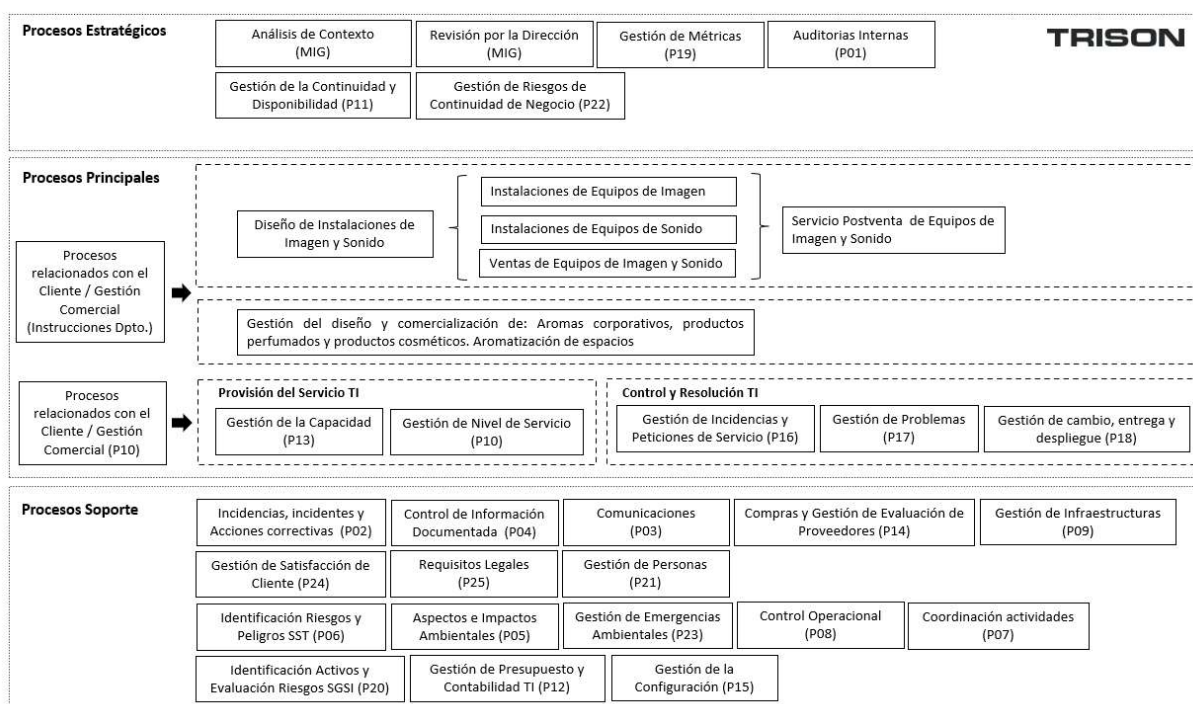 Procesos Estratégicos
TRISON
Análisis de Contexto
(MIG)
Revisión por la Dirección
(MIG)
Gestión de Métricas
(P19)
Auditorias Internas
(P01)
Gestión de la Continuidad y
Disponibilidad (P11)
Gestión de Riesgos de
Continuidad de Negocio (P22)
Procesos Principales
Procesos
relacionados con el
Cliente / Gestión
Comercial
(Instrucciones Dpto.)
Diseño de Instalaciones de
Imagen y Sonido
Instalaciones de Equipos de Imagen
Instalaciones de Equipos de Sonido
Ventas de Equipos de Imagen y Sonido
Servicio Postventa de Equipos de
Imagen y Sonido
Gestión del diseño y comercialización de: Aromas corporativos, productos
perfumados y productos cosméticos. Aromatización de espacios
Procesos
relacionados con el
Cliente / Gestión
Comercial (P10)
Provisión del Servicio TI
Gestión de la Capacidad
(P13)
Gestión de Nivel de Servicio
(P10)
Control y Resolución TI
Gestión de Incidencias y
Peticiones de Servicio (P16)
Gestión de Problemas
(P17)
Gestión de cambio, entrega y
despliegue (P18)
Procesos Soporte
Incidencias, incidentes y
Acciones correctivas (P02)
Control de Información
Documentada (P04)
Comunicaciones
(P03)
Compras y Gestión de Evaluación de
Proveedores (P14)
Gestión de Infraestructuras
(P09)
Gestión de Satisfacción de
Cliente (P24)
Requisitos Legales
(P25)
Gestión de Personas
(P21)
Identificación Riesgos y
Peligros SST (P06)
Aspectos e Impactos
Ambientales (P05)
Gestión de Emergencias
Ambientales (P23)
Control Operacional
(P08)
Coordinación actividades
(P07)
Identificación Activos y
Evaluación Riesgos SGSI (P20)
Gestión de Presupuesto y
Contabilidad TI (P12)
Gestión de la
Configuración (P15)